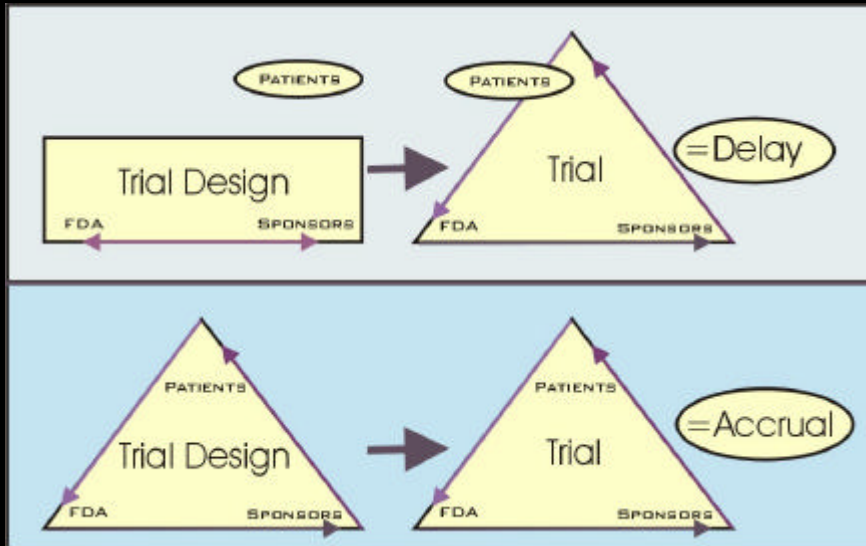 PATIENTS
PATIENTS
Trial Design
Trial
=Delay
FDA
SPONSORS
FDA
SPONSORS
PATIENTS
PATIENTS
Trial Design
Trial
=Accrual
FDA
SPONSORS
FDA
SPONSORS